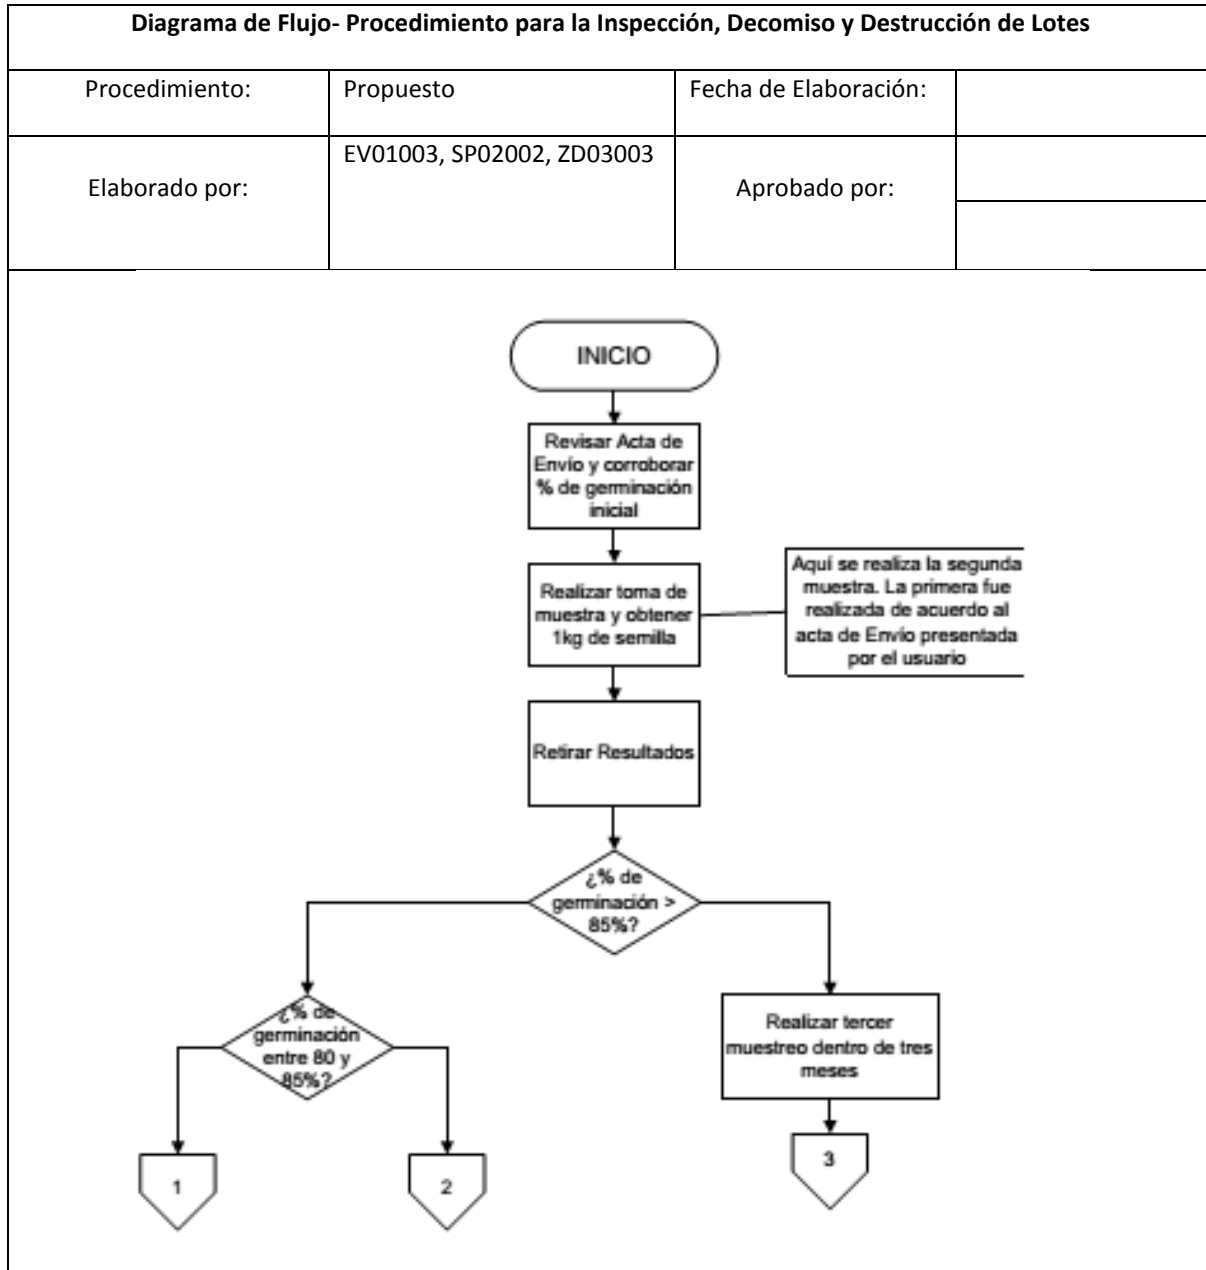 Diagrama de Flujo- Procedimiento para la Inspección, Decomiso y Destrucción de Lotes
Procedimiento:
Propuesto
Fecha de Elaboración:
Elaborado por:
EV01003, SP02002, ZD03003
Aprobado por:
INICIO
Revisar Acta de
Envío y corroborar
% de germinación
inicial
Realizar toma de
muestra y obtener
1kg de semilla
Aquí se realiza la segunda
muestra. La primera fue
realizada de acuerdo al
acta de Envío presentada
por el usuario
Retirar Resultados
¿% de
germinación >
85%?
¿% de
germinación
entre 80 y
85%?
Realizar tercer
muestreo dentro de tres
meses
1
2
3